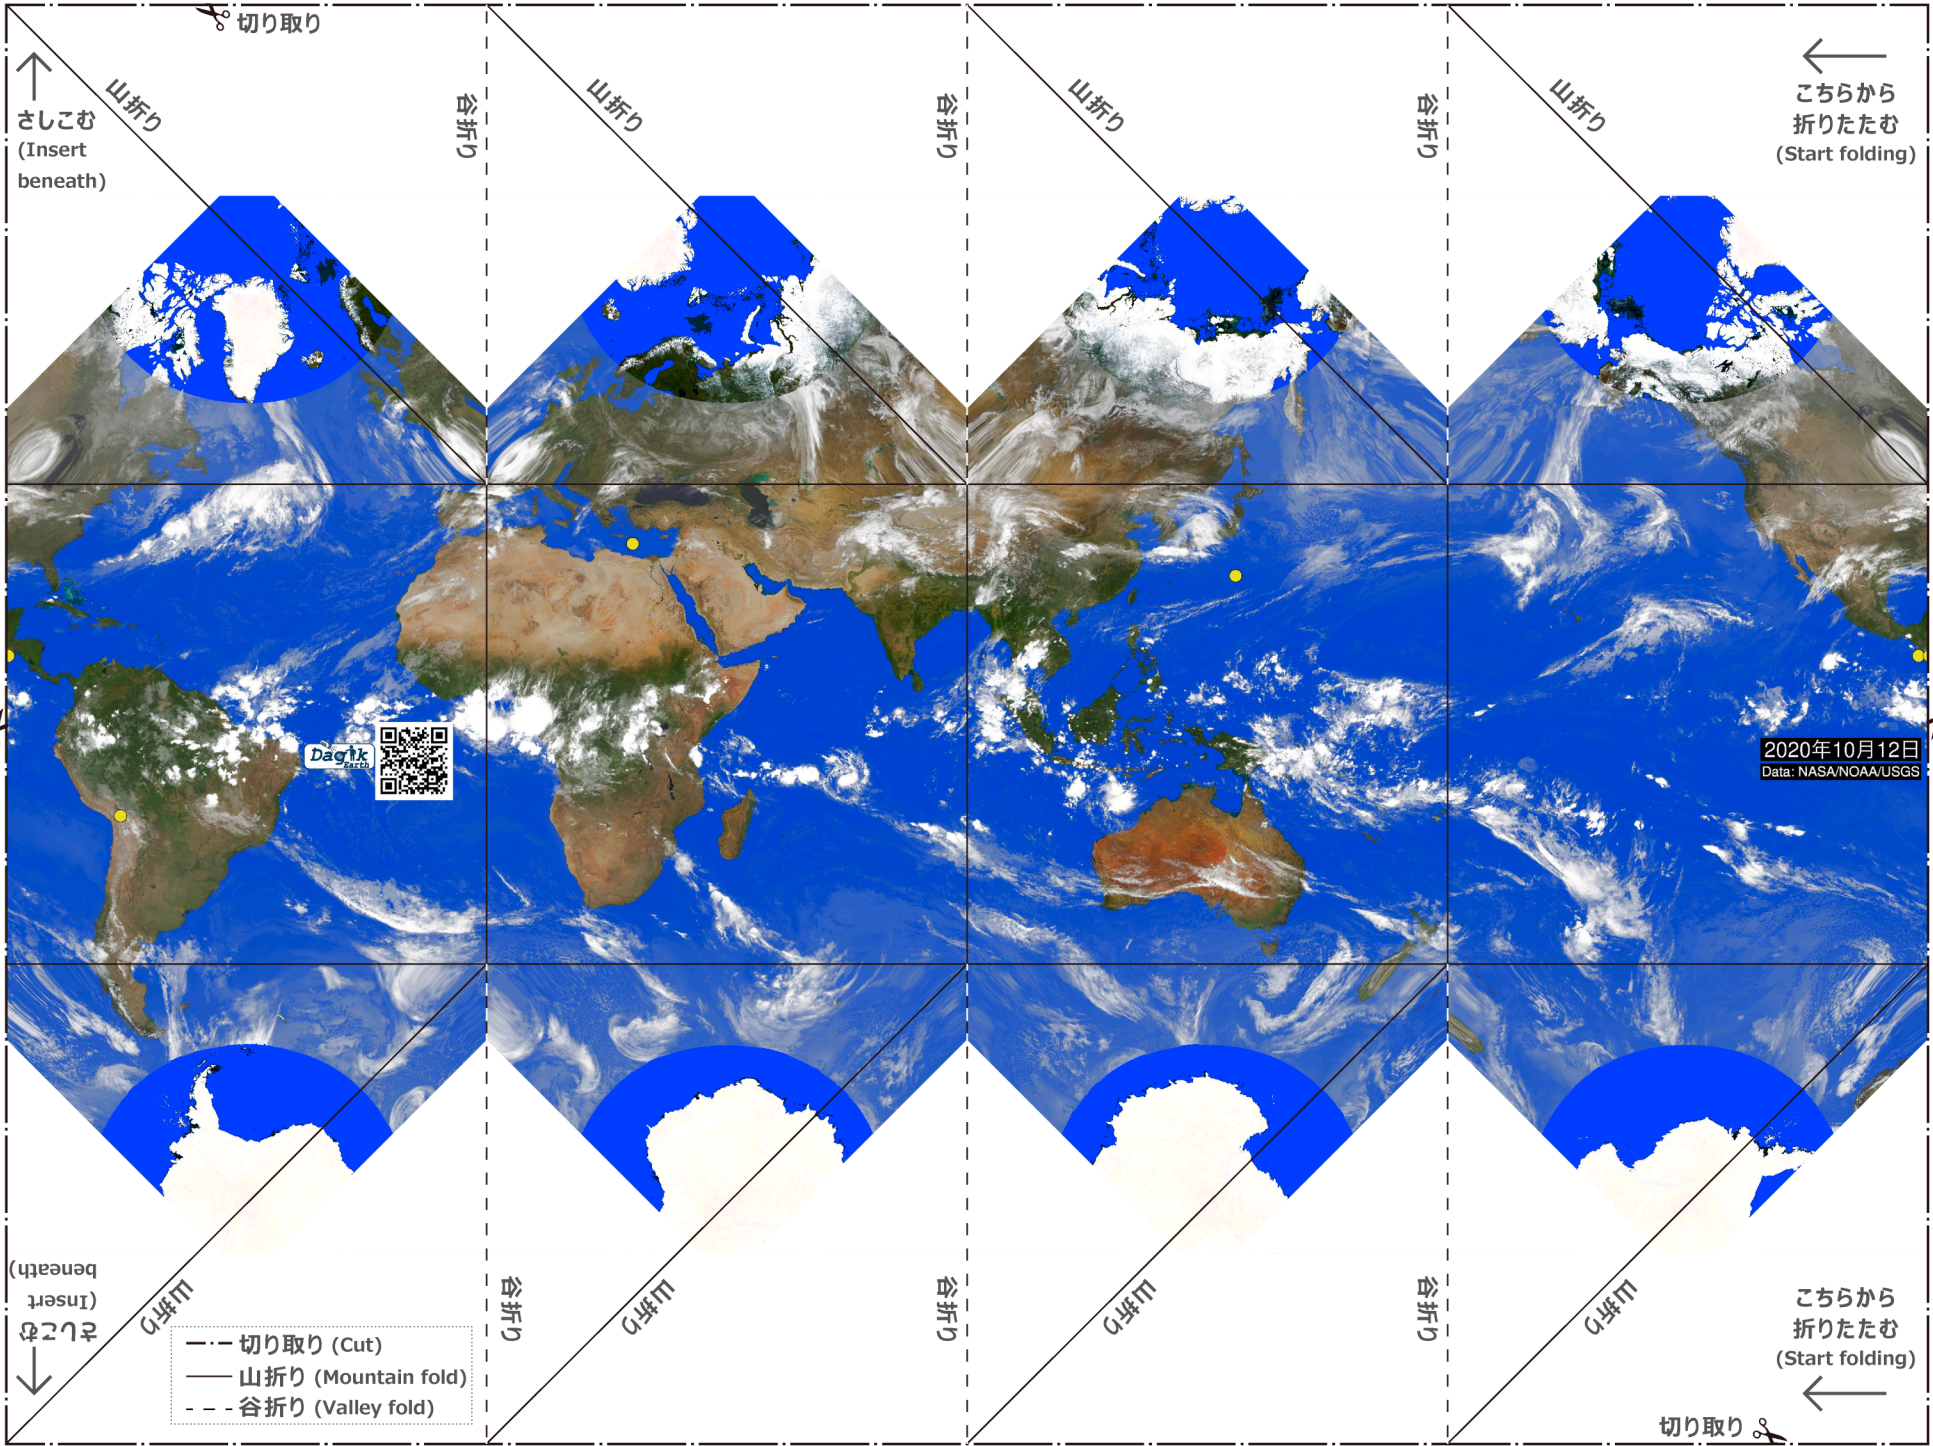 切り取り
さしこむ
(Insert
beneath)
山折り
谷折り
山折り
谷折り
山折り
谷折り
山折り
こちらから
折りたたむ
(Start folding)
Dagik
Earth
2020年10月12日
Data: NASA/NOAA/USGS
さしこむ
(Insert
beneath)
山折り
谷折り
山折り
谷折り
山折り
谷折り
山折り
こちらから
折りたたむ
(Start folding)
切り取り (Cut)
山折り (Mountain fold)
谷折り (Valley fold)
切り取り